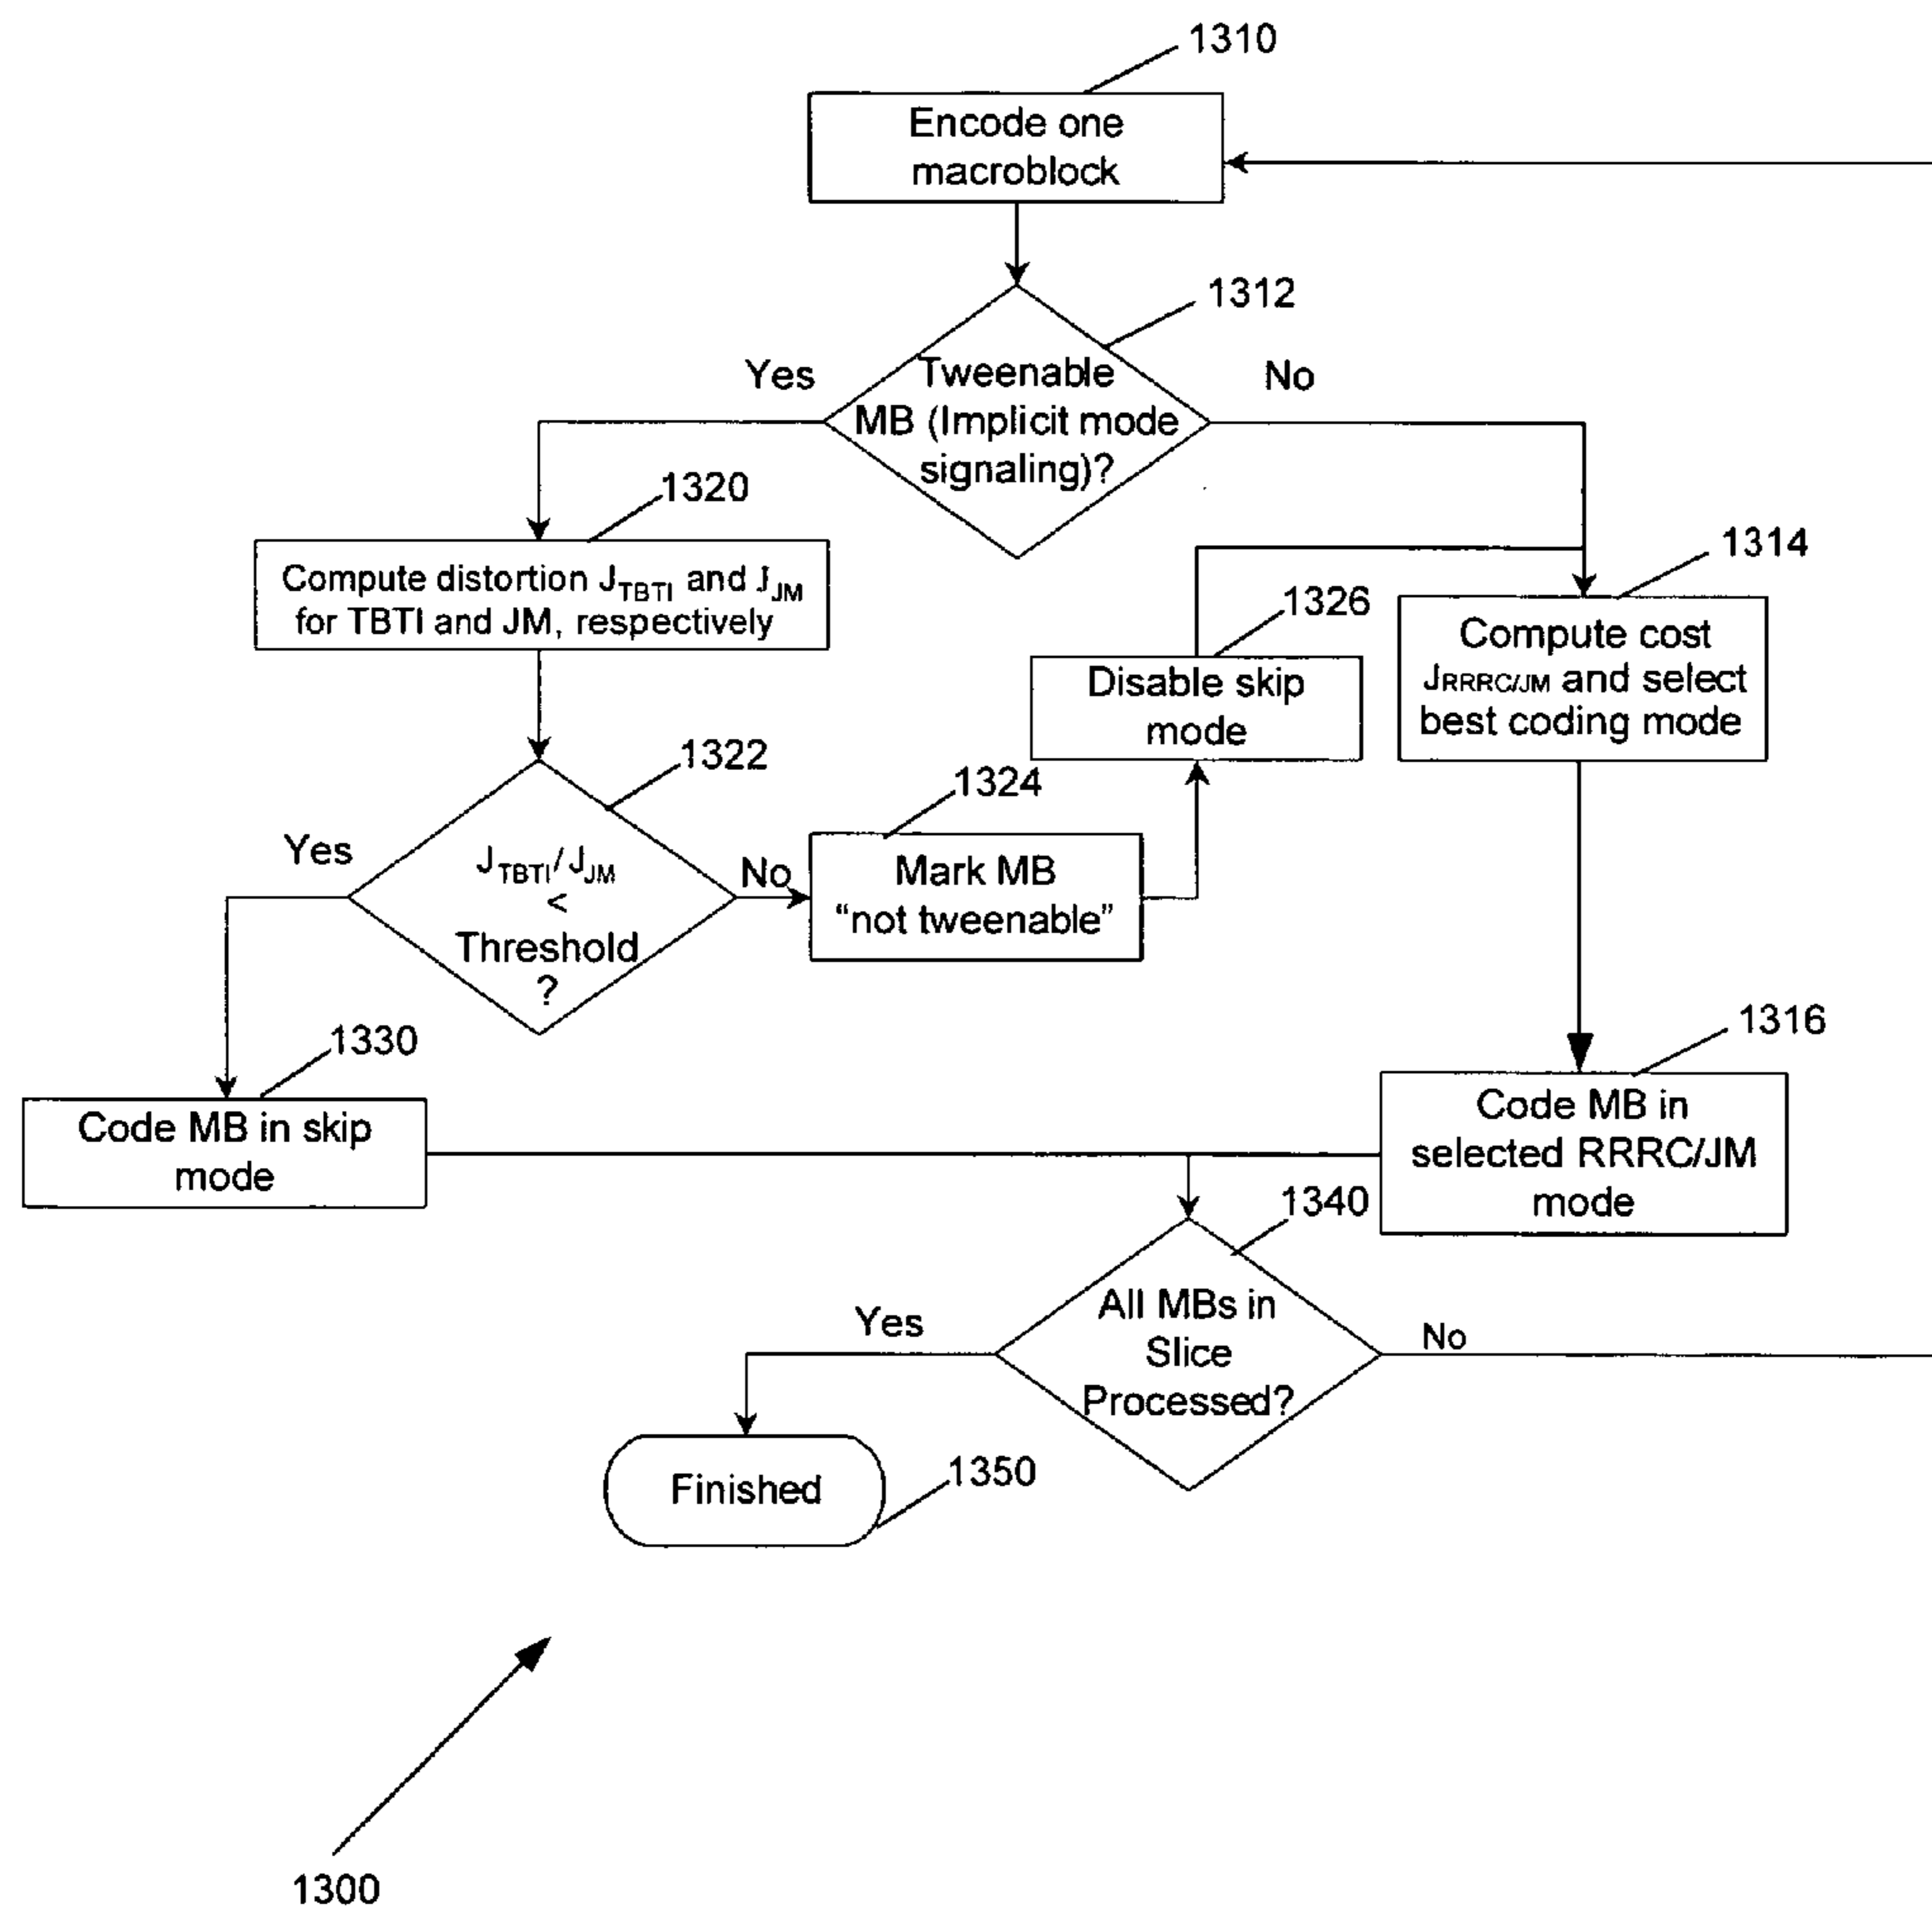 1310
Encode one
macroblock
1312
Yes
Tweenable
MB (Implicit mode
signaling)?
No
1320
Compute distortion J_TBTI and J_JM
for TBTI and JM, respectively
1314
Compute cost
J_RRRC/JM and select
best coding mode
1326
Disable skip
mode
1322
Yes
J_TBTI/J_JM
<
Threshold
?
No
1324
Mark MB
“not tweenable”
1330
Code MB in skip
mode
1316
Code MB in
selected RRRC/JM
mode
1340
Yes
All MBs in
Slice
Processed?
No
Finished
1350
1300